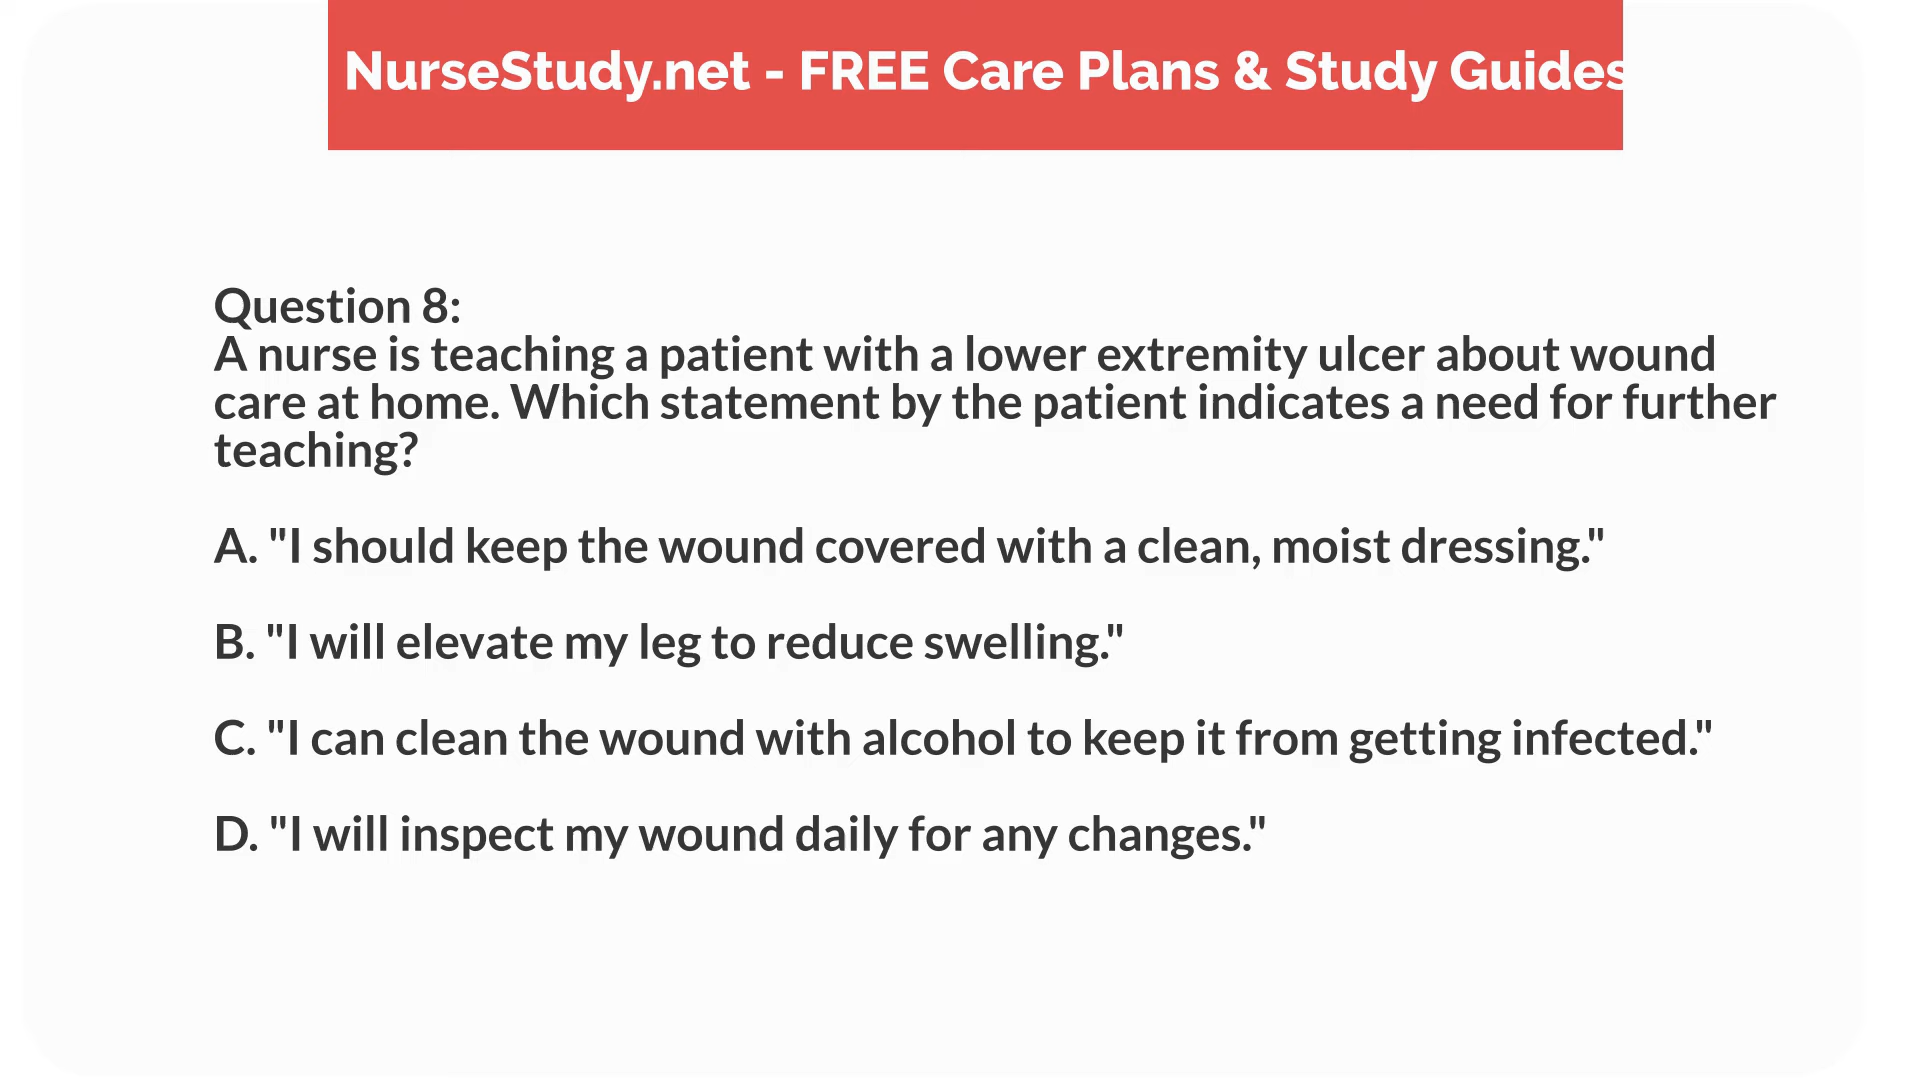 NurseStudy.net - FREE Care Plans & Study Guides
Question 8:
A nurse is teaching a patient with a lower extremity ulcer about wound
care at home. Which statement by the patient indicates a need for further
teaching?
A. "I should keep the wound covered with a clean, moist dressing."
B. "I will elevate my leg to reduce swelling."
C. "I can clean the wound with alcohol to keep it from getting infected."
D. "I will inspect my wound daily for any changes."